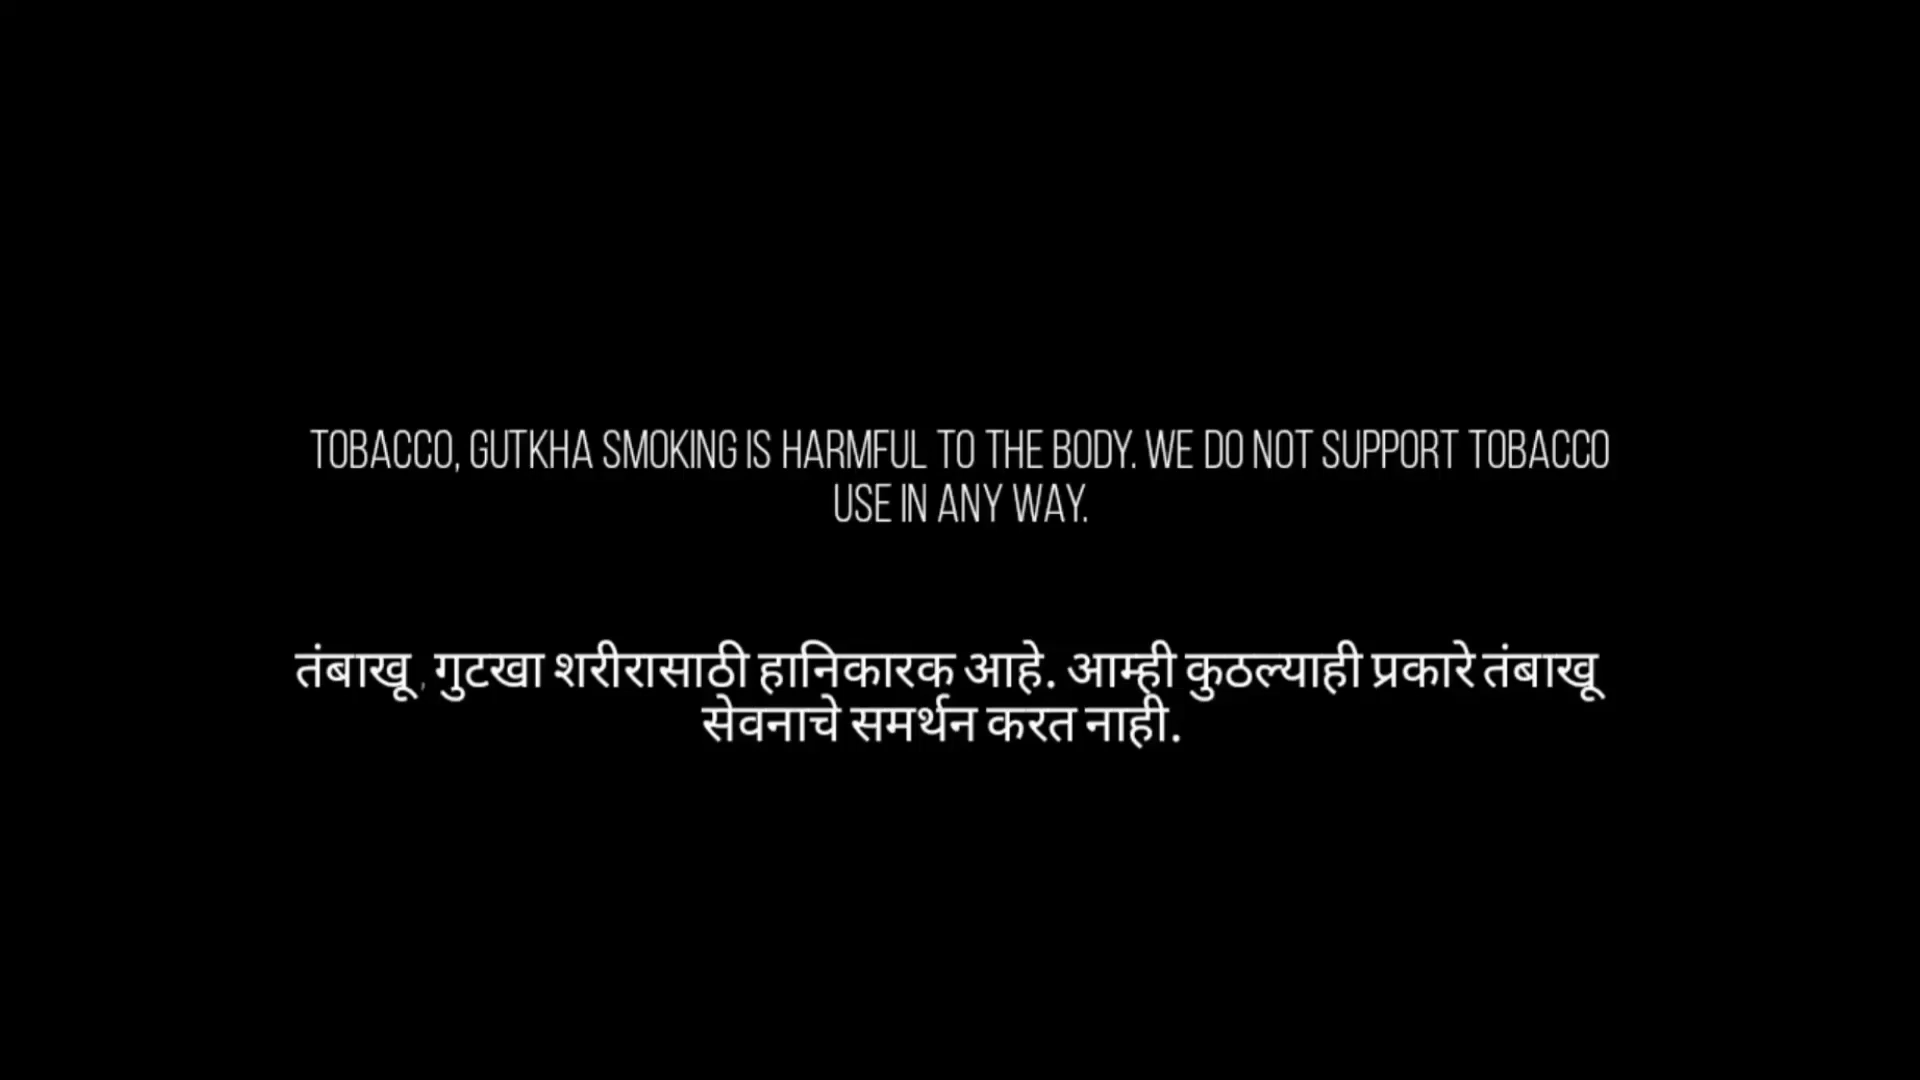 TOBACCO, GUTKHA SMOKING IS HARMFUL TO THE BODY. WE DO NOT SUPPORT TOBACCO
USE IN ANY WAY.
तंबाखू , गुटखा शरीरासाठी हानिकारक आहे. आम्ही कुठल्याही प्रकारे तंबाखू
सेवनाचे समर्थन करत नाही.